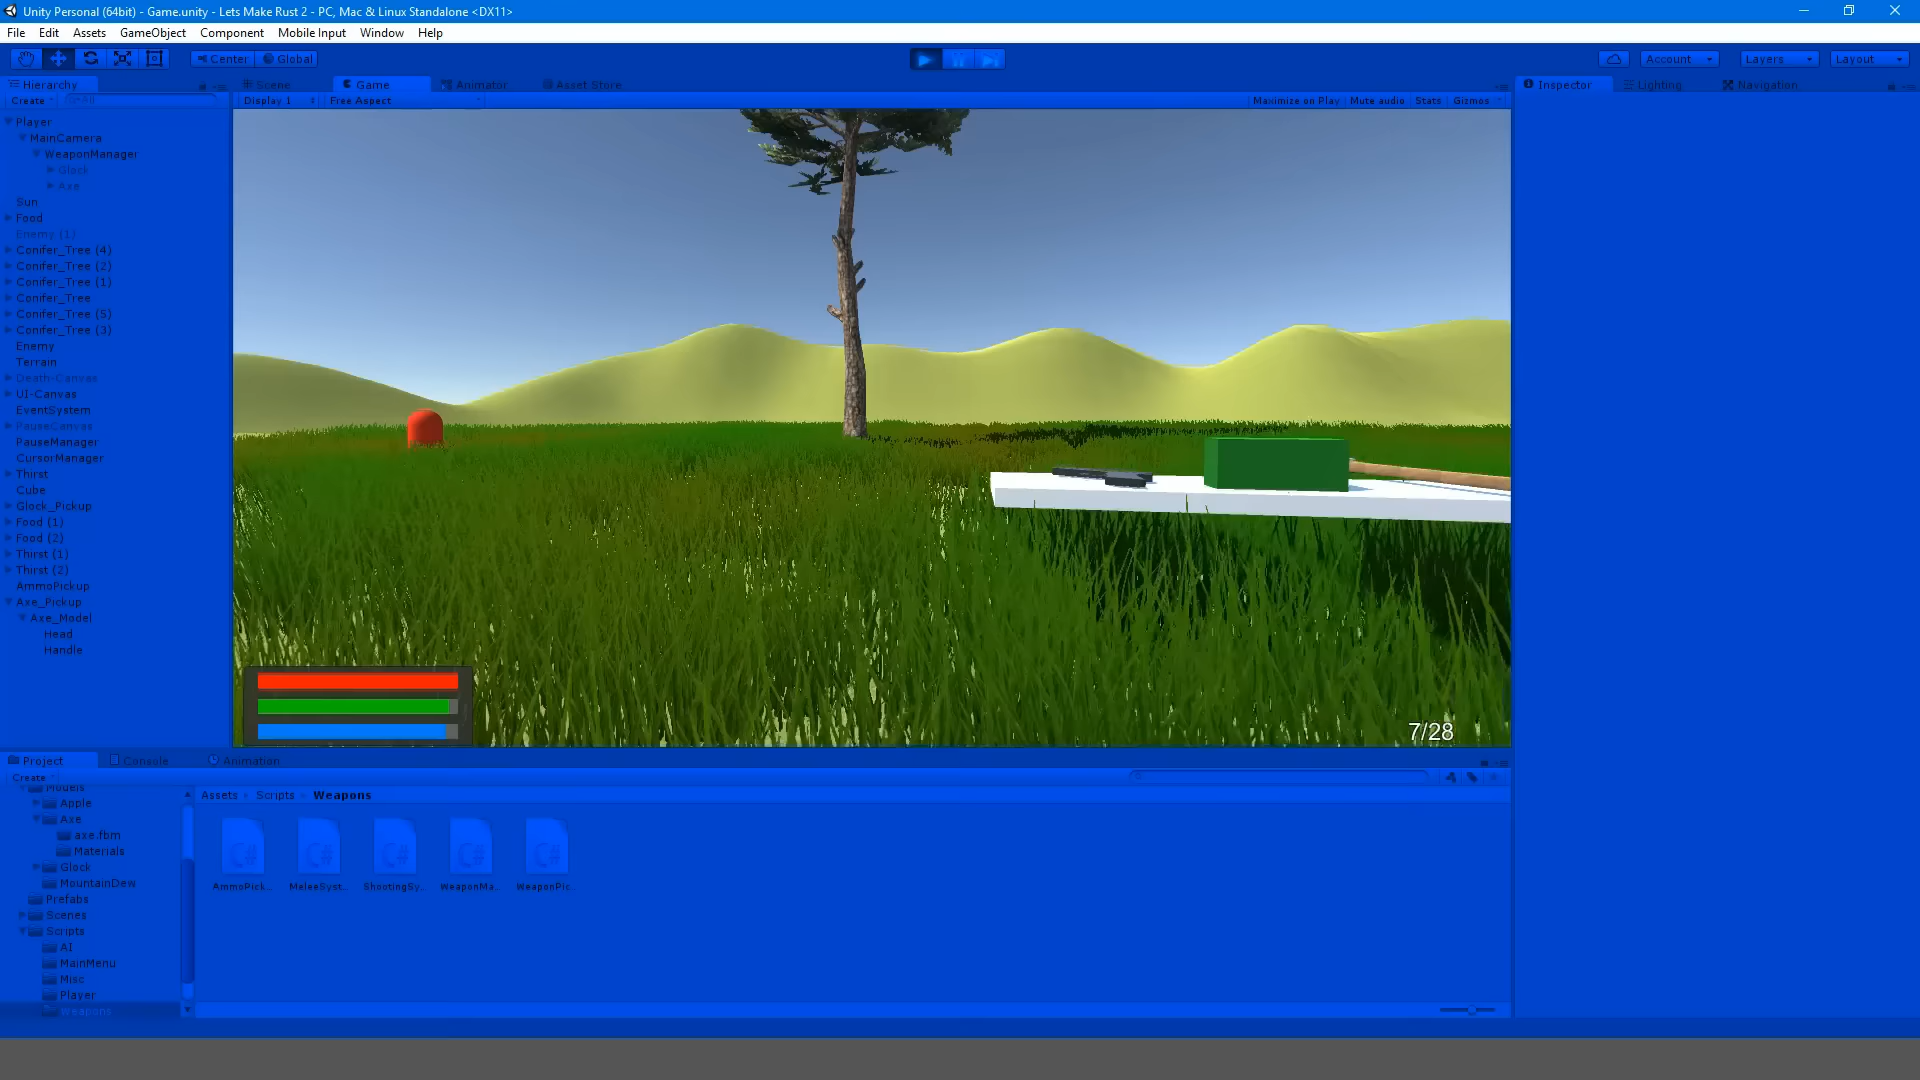 Unity Personal (64bit) - Game.unity - Lets Make Rust 2 - PC, Mac & Linux Standalone <DX11>
File Edit Assets GameObject Component Mobile Input Window Help
Center Global Account Layers Layout
Hierarchy Scene Game Animator Asset Store Inspector Lighting Navigation
Create Display 1 Free Aspect Maximize on Play Mute audio Stats Gizmos
Player
MainCamera
WeaponManager
Glock
Axe
Sun
Food
Enemy (1)
Conifer_Tree (4)
Conifer_Tree (2)
Conifer_Tree (1)
Conifer_Tree
Conifer_Tree (5)
Conifer_Tree (3)
Enemy
Terrain
Death-Canvas
UI-Canvas
EventSystem
PauseCanvas
PauseManager
CursorManager
Thirst
Cube
Glock_Pickup
Food (1)
Food (2)
Thirst (1)
Thirst (2)
AmmoPickup
Axe_Pickup
Axe_Model
Head
Handle
7/28
Project Console Animation
Create
Models
Apple
Axe
axe.fbm
Materials
Glock
MountainDew
Prefabs
Scenes
Scripts
AI
MainMenu
Misc
Player
Weapons
Assets Scripts Weapons
C# C# C# C# C#
AmmoPick... MeleeSyst... ShootingSy... WeaponMa... WeaponPic...